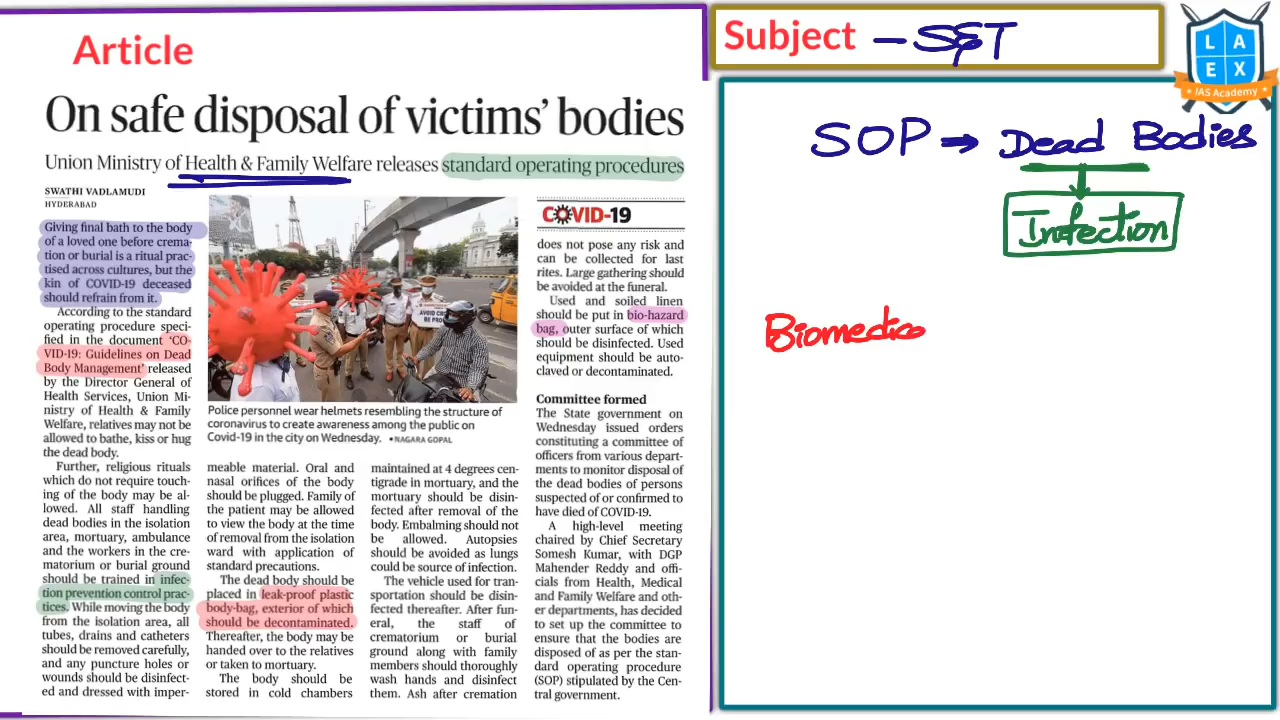 Article
On safe disposal of victims' bodies
Union Ministry of Health & Family Welfare releases standard operating procedures
SWATHI VADLAMUDI
HYDERABAD
Giving final bath to the body
of a loved one before crema-
tion or burial is a ritual prac-
tised across cultures, but the
kin of COVID-19 deceased
should refrain from it.
According to the standard
operating procedure speci-
fied in the document 'CO-
VID-19: Guidelines on Dead
Body Management' released
by the Director General of
Health Services, Union Mi-
nistry of Health & Family
Welfare, relatives may not be
allowed to bathe, kiss or hug
the dead body.
Further, religious rituals
which do not require touch-
ing of the body may be al-
lowed. All staff handling
dead bodies in the isolation
area, mortuary, ambulance
and the workers in the cre-
matorium or burial ground
should be trained in infec-
tion prevention control prac-
tices. While moving the body
from the isolation area, all
tubes, drains and catheters
should be removed carefully,
and any puncture holes or
wounds should be disinfect-
ed and dressed with imper-
AVOID CR
BE PRO
Police personnel wear helmets resembling the structure of
coronavirus to create awareness among the public on
Covid-19 in the city on Wednesday. •NAGARA GOPAL
meable material. Oral and
nasal orifices of the body
should be plugged. Family of
the patient may be allowed
to view the body at the time
of removal from the isolation
ward with application of
standard precautions.
The dead body should be
placed in leak-proof plastic
body-bag, exterior of which
should be decontaminated.
Thereafter, the body may be
handed over to the relatives
or taken to mortuary.
The body should be
stored in cold chambers
maintained at 4 degrees cen-
tigrade in mortuary, and the
mortuary should be disin-
fected after removal of the
body. Embalming should not
be allowed. Autopsies
should be avoided as lungs
could be source of infection.
The vehicle used for tran-
sportation should be disin-
fected thereafter. After fun-
eral, the staff of
crematorium or burial
ground along with family
members should thoroughly
wash hands and disinfect
them. Ash after cremation
COVID-19
does not pose any risk and
can be collected for last
rites. Large gathering should
be avoided at the funeral.
Used and soiled linen
should be put in bio-hazard
bag, outer surface of which
should be disinfected. Used
equipment should be auto-
claved or decontaminated.
Committee formed
The State government on
Wednesday issued orders
constituting a committee of
officers from various depart-
ments to monitor disposal of
the dead bodies of persons
suspected of or confirmed to
have died of COVID-19.
A high-level meeting
chaired by Chief Secretary
Somesh Kumar, with DGP
Mahender Reddy and offi-
cials from Health, Medical
and Family Welfare and oth-
er departments, has decided
to set up the committee to
ensure that the bodies are
disposed of as per the stan-
dard operating procedure
(SOP) stipulated by the Cen-
tral government.
Subject - S&T
LA
EX
IAS Academy
SOP → Dead Bodies
Infection
Biomedica